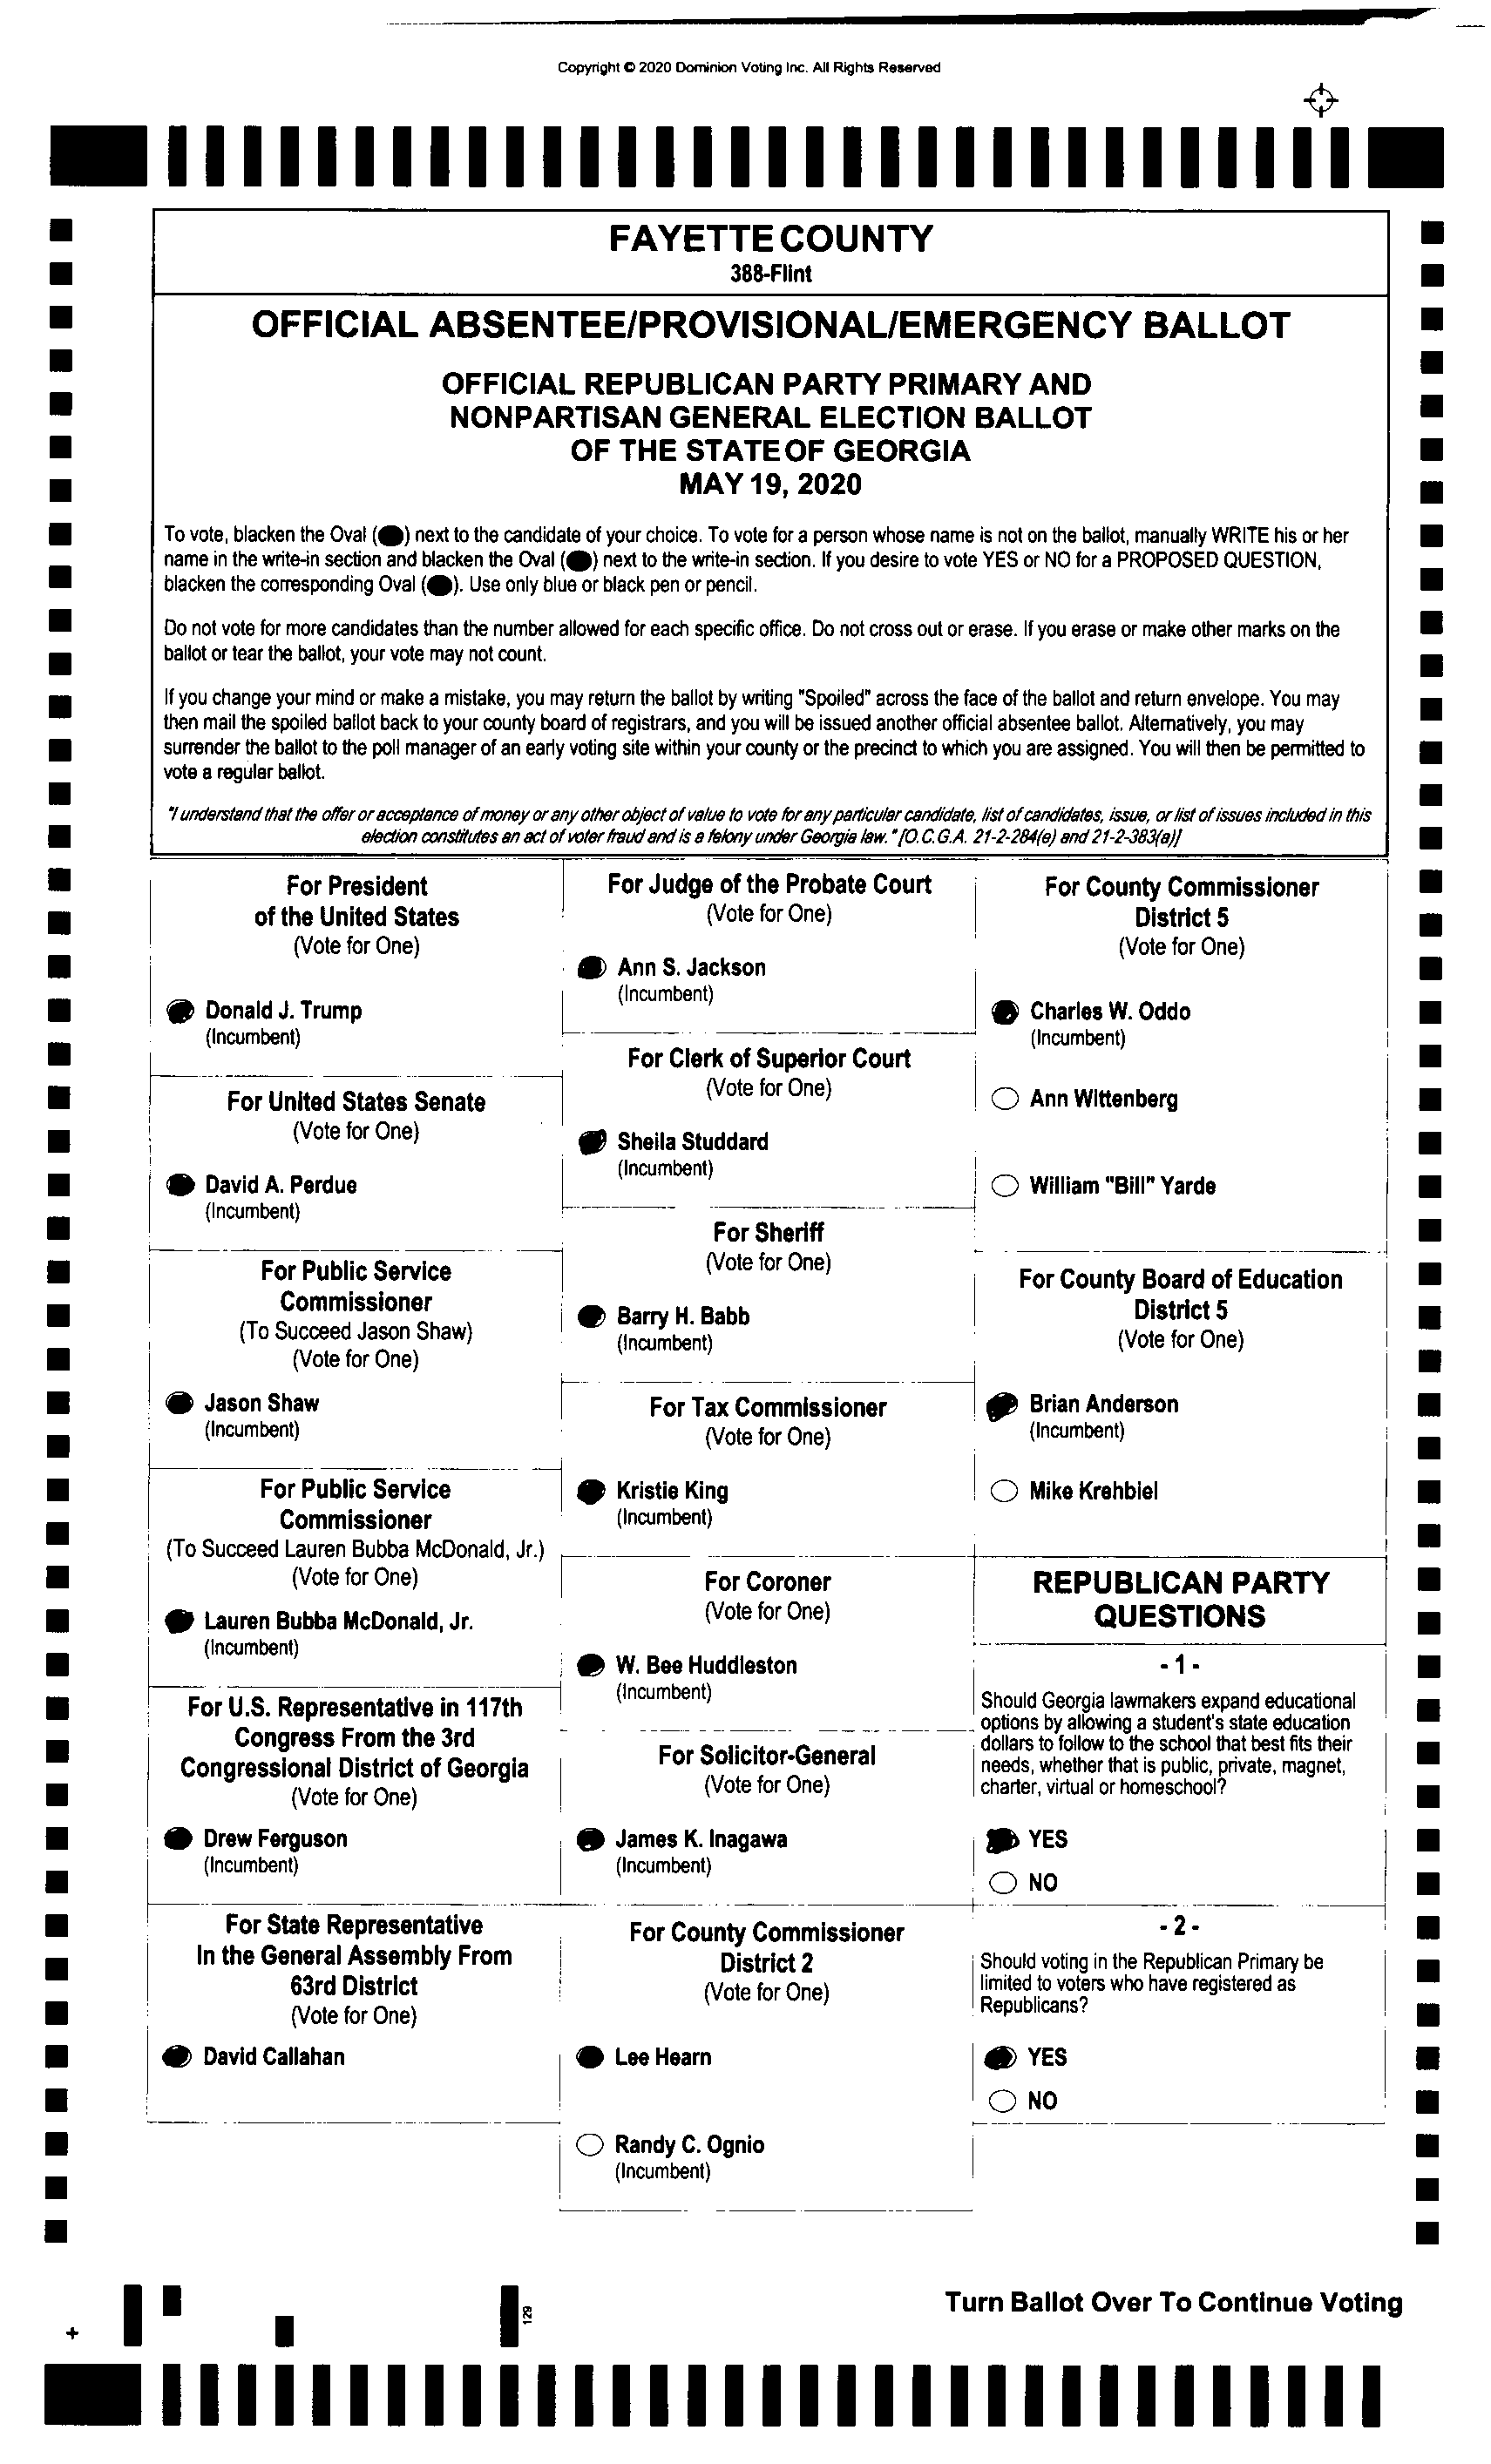 Copyright © 2020 Dominion Voting Inc. All Rights Reserved
FAYETTE COUNTY
388-Flint
OFFICIAL ABSENTEE/PROVISIONAL/EMERGENCY BALLOT
OFFICIAL REPUBLICAN PARTY PRIMARY AND
NONPARTISAN GENERAL ELECTION BALLOT
OF THE STATE OF GEORGIA
MAY 19, 2020
To vote, blacken the Oval ( ) next to the candidate of your choice. To vote for a person whose name is not on the ballot, manually WRITE his or her
name in the write-in section and blacken the Oval ( ) next to the write-in section. If you desire to vote YES or NO for a PROPOSED QUESTION,
blacken the corresponding Oval ( ). Use only blue or black pen or pencil.
Do not vote for more candidates than the number allowed for each specific office. Do not cross out or erase. If you erase or make other marks on the
ballot or tear the ballot, your vote may not count.
If you change your mind or make a mistake, you may return the ballot by writing "Spoiled" across the face of the ballot and return envelope. You may
then mail the spoiled ballot back to your county board of registrars, and you will be issued another official absentee ballot. Alternatively, you may
surrender the ballot to the poll manager of an early voting site within your county or the precinct to which you are assigned. You will then be permitted to
vote a regular ballot.
"I understand that the offer or acceptance of money or any other object of value to vote for any particular candidate, list of candidates, issue, or list of issues included in this
election constitutes an act of voter fraud and is a felony under Georgia law." [O.C.G.A. 21-2-284(e) and 21-2-383(a)]
For President
of the United States
(Vote for One)
Donald J. Trump
(Incumbent)
For United States Senate
(Vote for One)
David A. Perdue
(Incumbent)
For Public Service
Commissioner
(To Succeed Jason Shaw)
(Vote for One)
Jason Shaw
(Incumbent)
For Public Service
Commissioner
(To Succeed Lauren Bubba McDonald, Jr.)
(Vote for One)
Lauren Bubba McDonald, Jr.
(Incumbent)
For U.S. Representative in 117th
Congress From the 3rd
Congressional District of Georgia
(Vote for One)
Drew Ferguson
(Incumbent)
For State Representative
In the General Assembly From
63rd District
(Vote for One)
David Callahan
For Judge of the Probate Court
(Vote for One)
Ann S. Jackson
(Incumbent)
For Clerk of Superior Court
(Vote for One)
Sheila Studdard
(Incumbent)
For Sheriff
(Vote for One)
Barry H. Babb
(Incumbent)
For Tax Commissioner
(Vote for One)
Kristie King
(Incumbent)
For Coroner
(Vote for One)
W. Bee Huddleston
(Incumbent)
For Solicitor-General
(Vote for One)
James K. Inagawa
(Incumbent)
For County Commissioner
District 2
(Vote for One)
Lee Hearn
Randy C. Ognio
(Incumbent)
For County Commissioner
District 5
(Vote for One)
Charles W. Oddo
(Incumbent)
Ann Wittenberg
William "Bill" Yarde
For County Board of Education
District 5
(Vote for One)
Brian Anderson
(Incumbent)
Mike Krehbiel
REPUBLICAN PARTY
QUESTIONS
- 1 -
Should Georgia lawmakers expand educational
options by allowing a student's state education
dollars to follow to the school that best fits their
needs, whether that is public, private, magnet,
charter, virtual or homeschool?
YES
NO
- 2 -
Should voting in the Republican Primary be
limited to voters who have registered as
Republicans?
YES
NO
129
Turn Ballot Over To Continue Voting